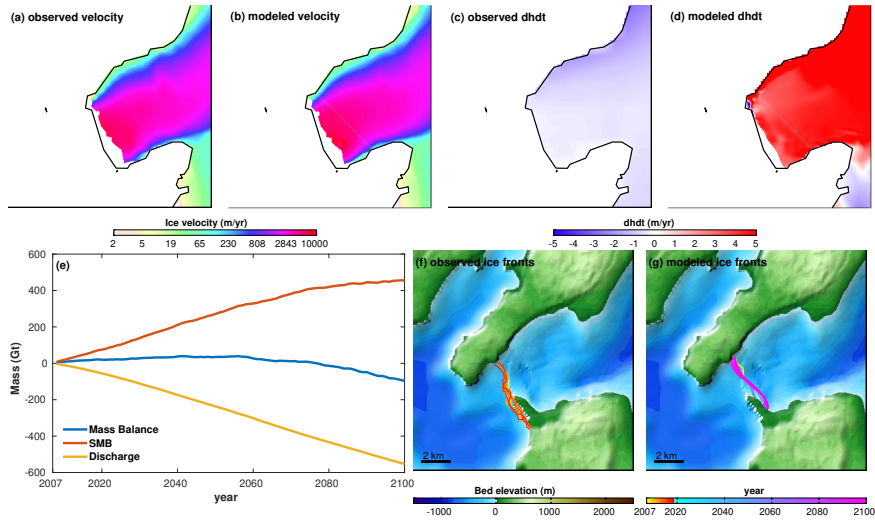 (a) observed velocity
(b) modeled velocity
(c) observed dhdt
(d) modeled dhdt
Ice velocity (m/yr)
2 5 19 65 230 808 2843 10000
dhdt (m/yr)
-5 -4 -3 -2 -1 0 1 2 3 4 5
(e)
600
400
200
0
-200
-400
-600
Mass (Gt)
Mass Balance
SMB
Discharge
2007 2020 2040 2060 2080 2100
year
(f) observed ice fronts
2 km
(g) modeled ice fronts
2 km
Bed elevation (m)
-1000 0 1000 2000
year
2007 2020 2040 2060 2080 2100